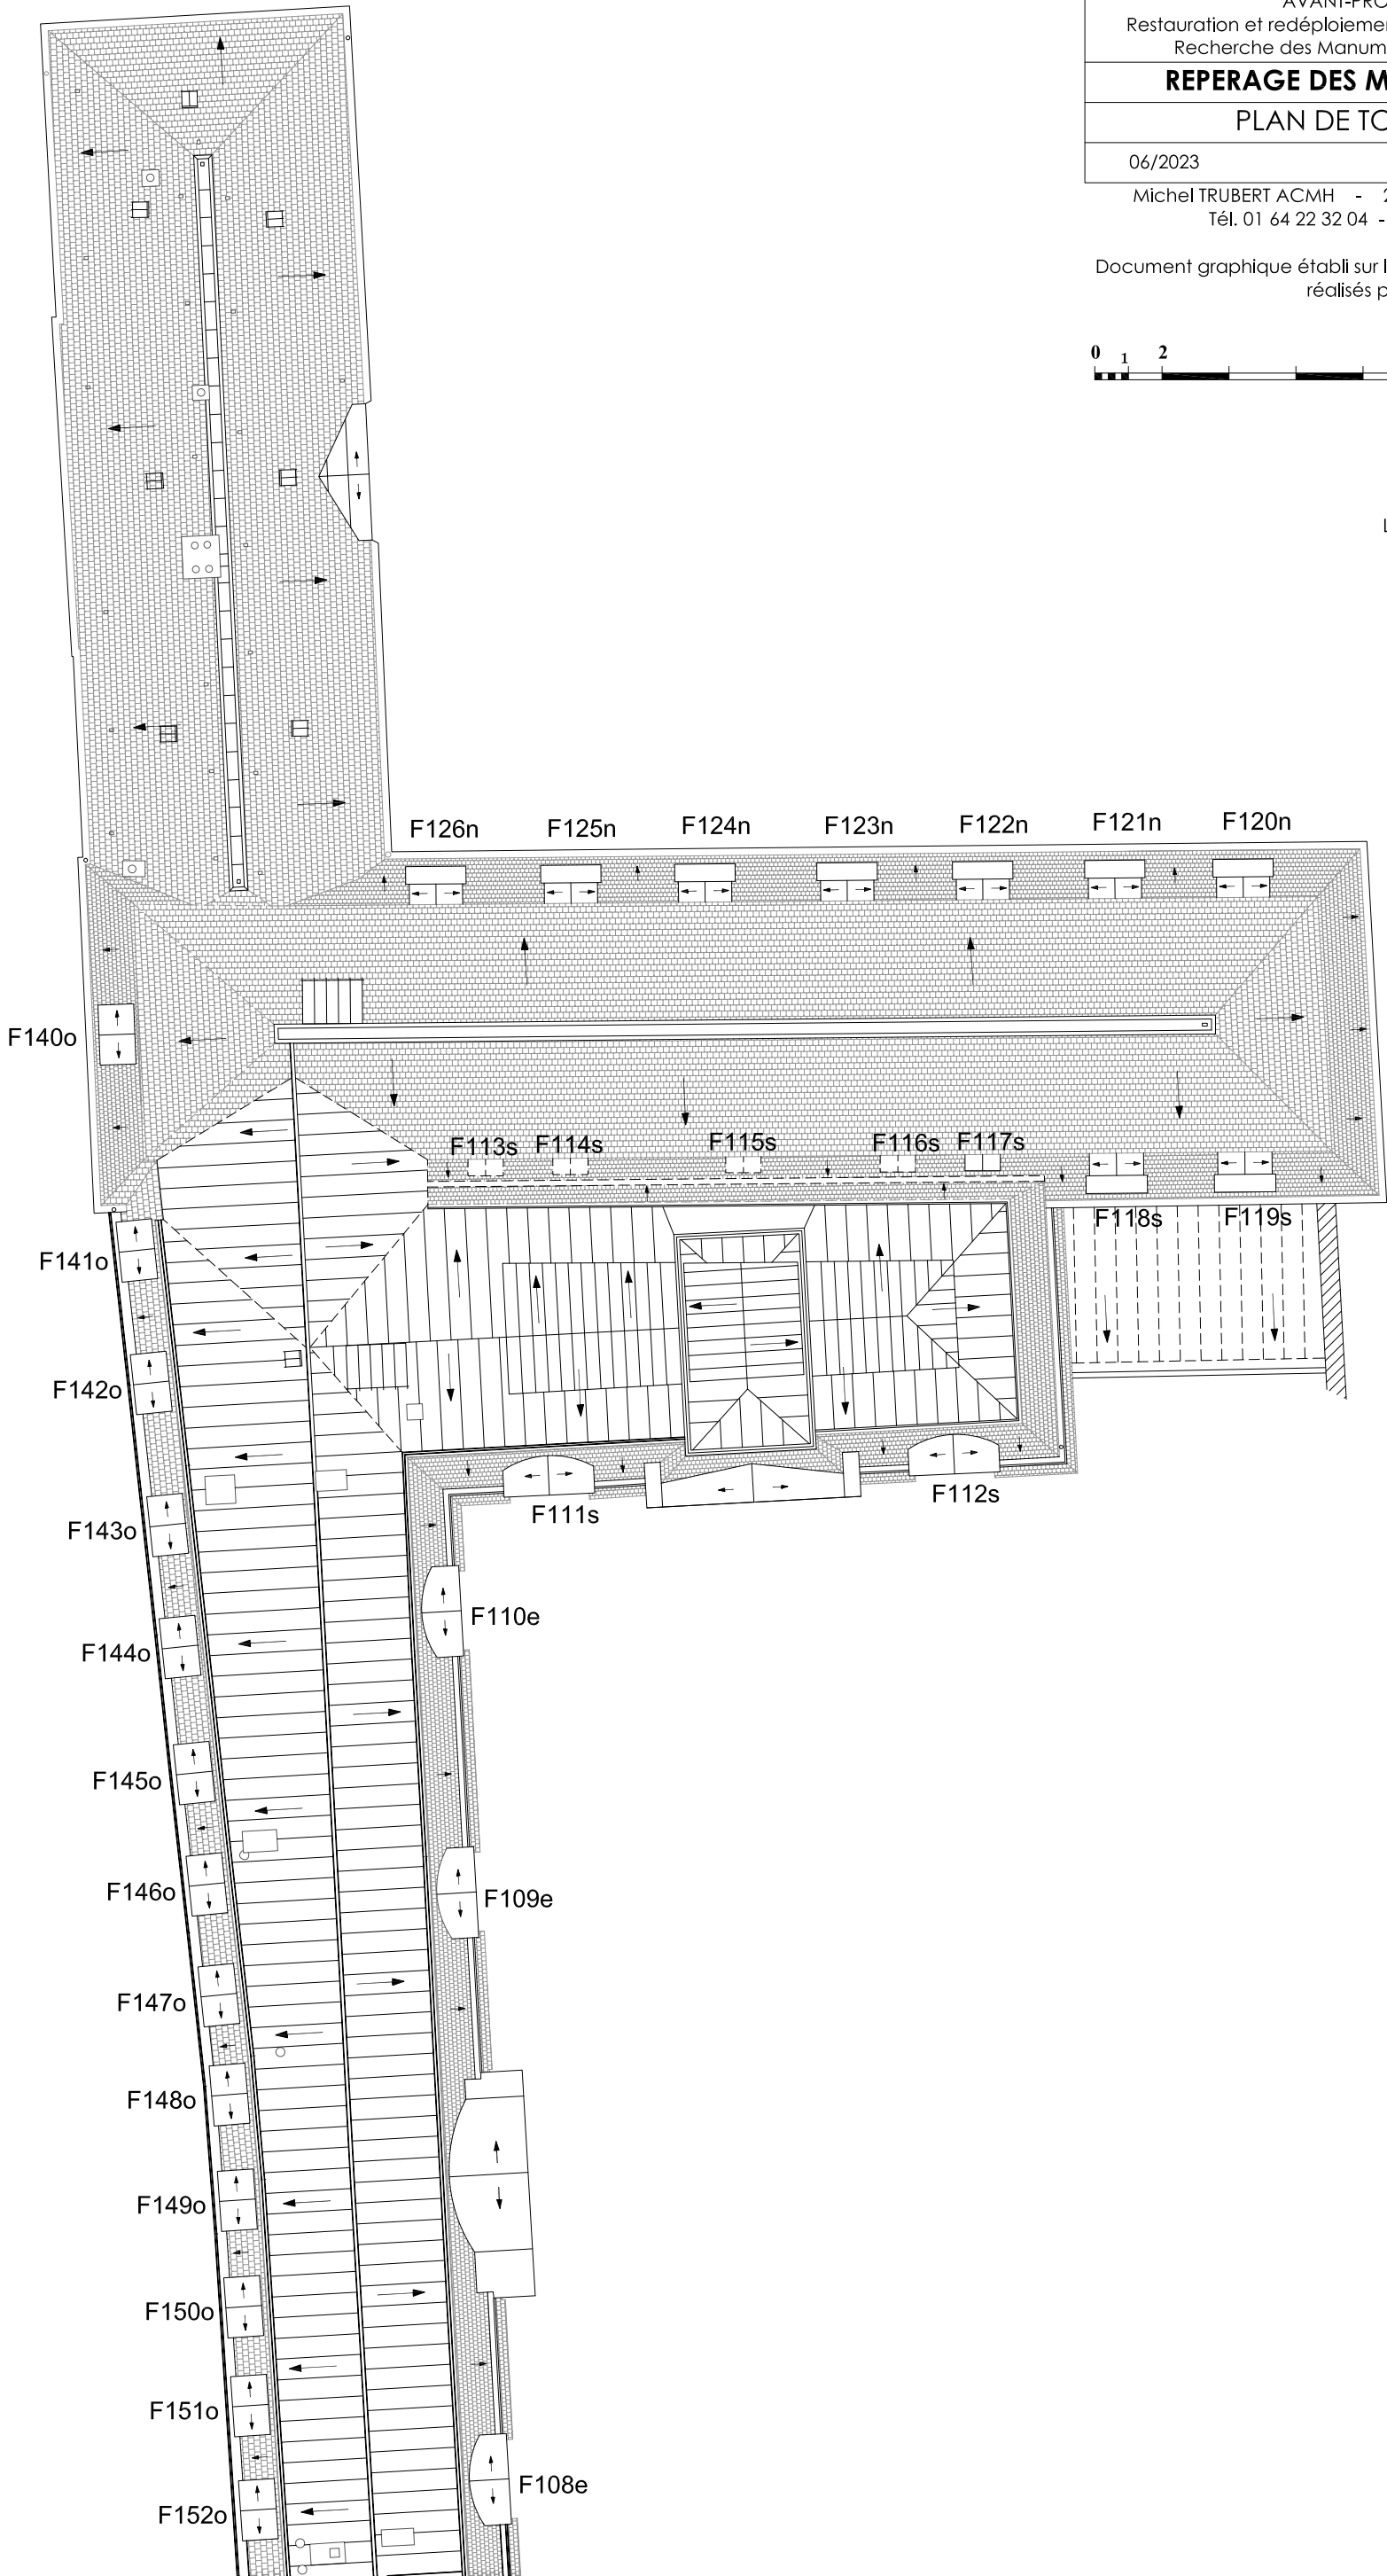 AVANT-PRO
Restauration et redéploiemen
Recherche des Manum
REPERAGE DES M
PLAN DE TO
06/2023
Michel TRUBERT ACMH - 2
Tél. 01 64 22 32 04 -
Document graphique établi sur l
réalisés p
0 1 2
L
F126n F125n F124n F123n F122n F121n F120n
F140o
F113s F114s F115s F116s F117s
F118s F119s
F141o
F142o
F111s F112s
F143o
F110e
F144o
F145o
F146o
F109e
F147o
F148o
F149o
F150o
F151o
F108e
F152o